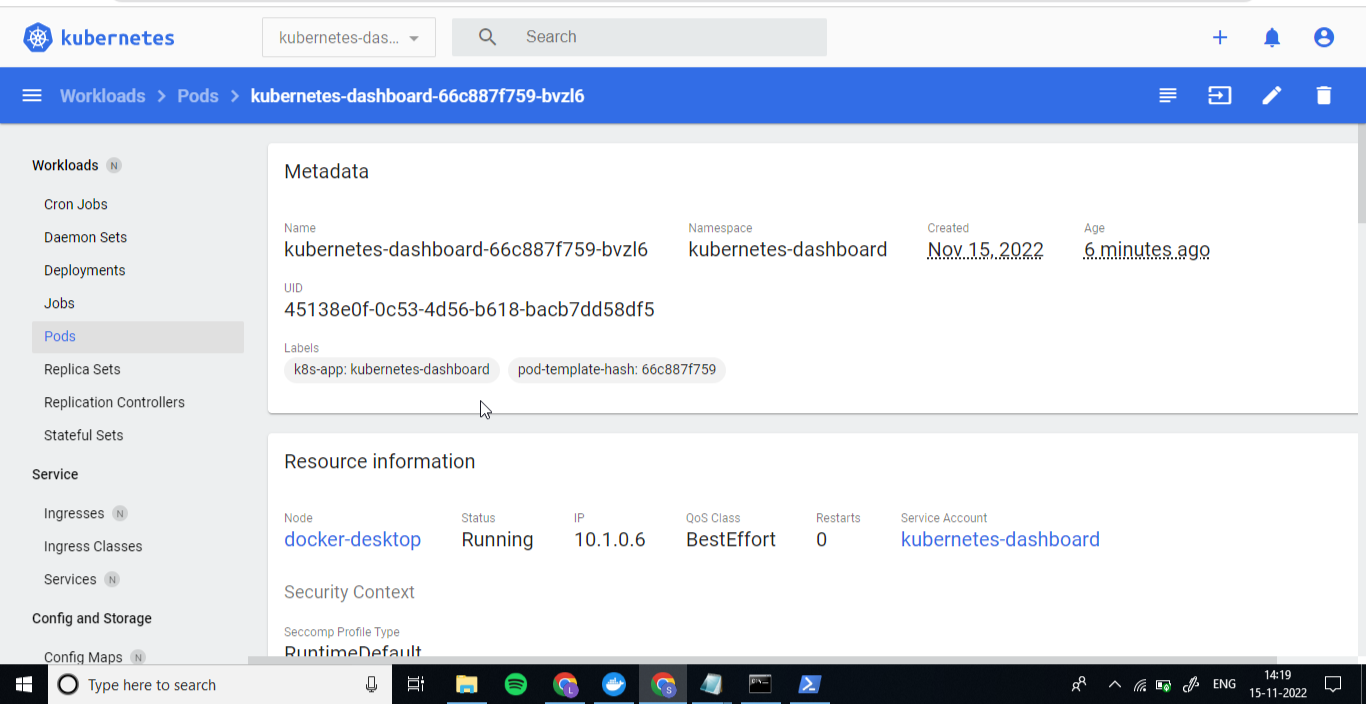 kubernetes
kubernetes-das...
Search
Workloads
Pods
kubernetes-dashboard-66c887f759-bvzl6
Workloads N
Cron Jobs
Daemon Sets
Deployments
Jobs
Pods
Replica Sets
Replication Controllers
Stateful Sets
Service
Ingresses N
Ingress Classes
Services N
Config and Storage
Config Maps N
Metadata
Name
kubernetes-dashboard-66c887f759-bvzl6
Namespace
kubernetes-dashboard
Created
Nov 15, 2022
Age
6 minutes ago
UID
45138e0f-0c53-4d56-b618-bacb7dd58df5
Labels
k8s-app: kubernetes-dashboard
pod-template-hash: 66c887f759
Resource information
Node
docker-desktop
Status
Running
IP
10.1.0.6
QoS Class
BestEffort
Restarts
0
Service Account
kubernetes-dashboard
Security Context
Seccomp Profile Type
RuntimeDefault
Type here to search
L
S
ENG
14:19
15-11-2022